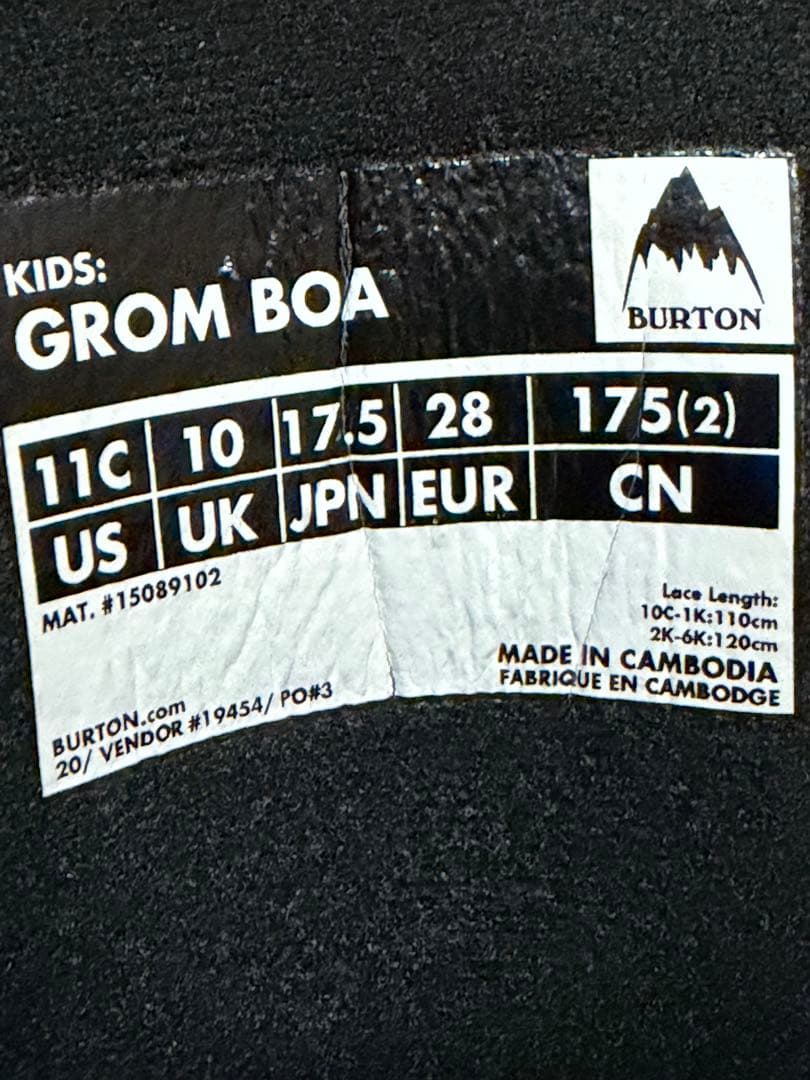 KIDS:
GROM BOA
BURTON
11C 10 17.5 28 175(2)
US UK JPN EUR CN
MAT. #15089102
Lace Length:
10C-1K:110cm
2K-6K:120cm
MADE IN CAMBODIA
FABRIQUE EN CAMBODGE
BURTON.com
20/ VENDOR #19454/ PO#3